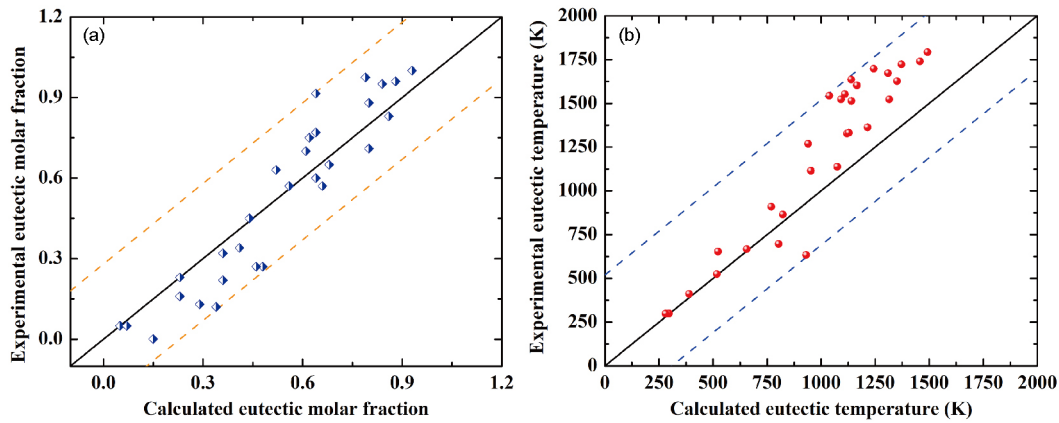 (a)
Experimental eutectic molar fraction
1.2
0.9
0.6
0.3
0.0
0.0 0.3 0.6 0.9 1.2
Calculated eutectic molar fraction
(b)
Experimental eutectic temperature (K)
2000
1750
1500
1250
1000
750
500
250
0
0 250 500 750 1000 1250 1500 1750 2000
Calculated eutectic temperature (K)